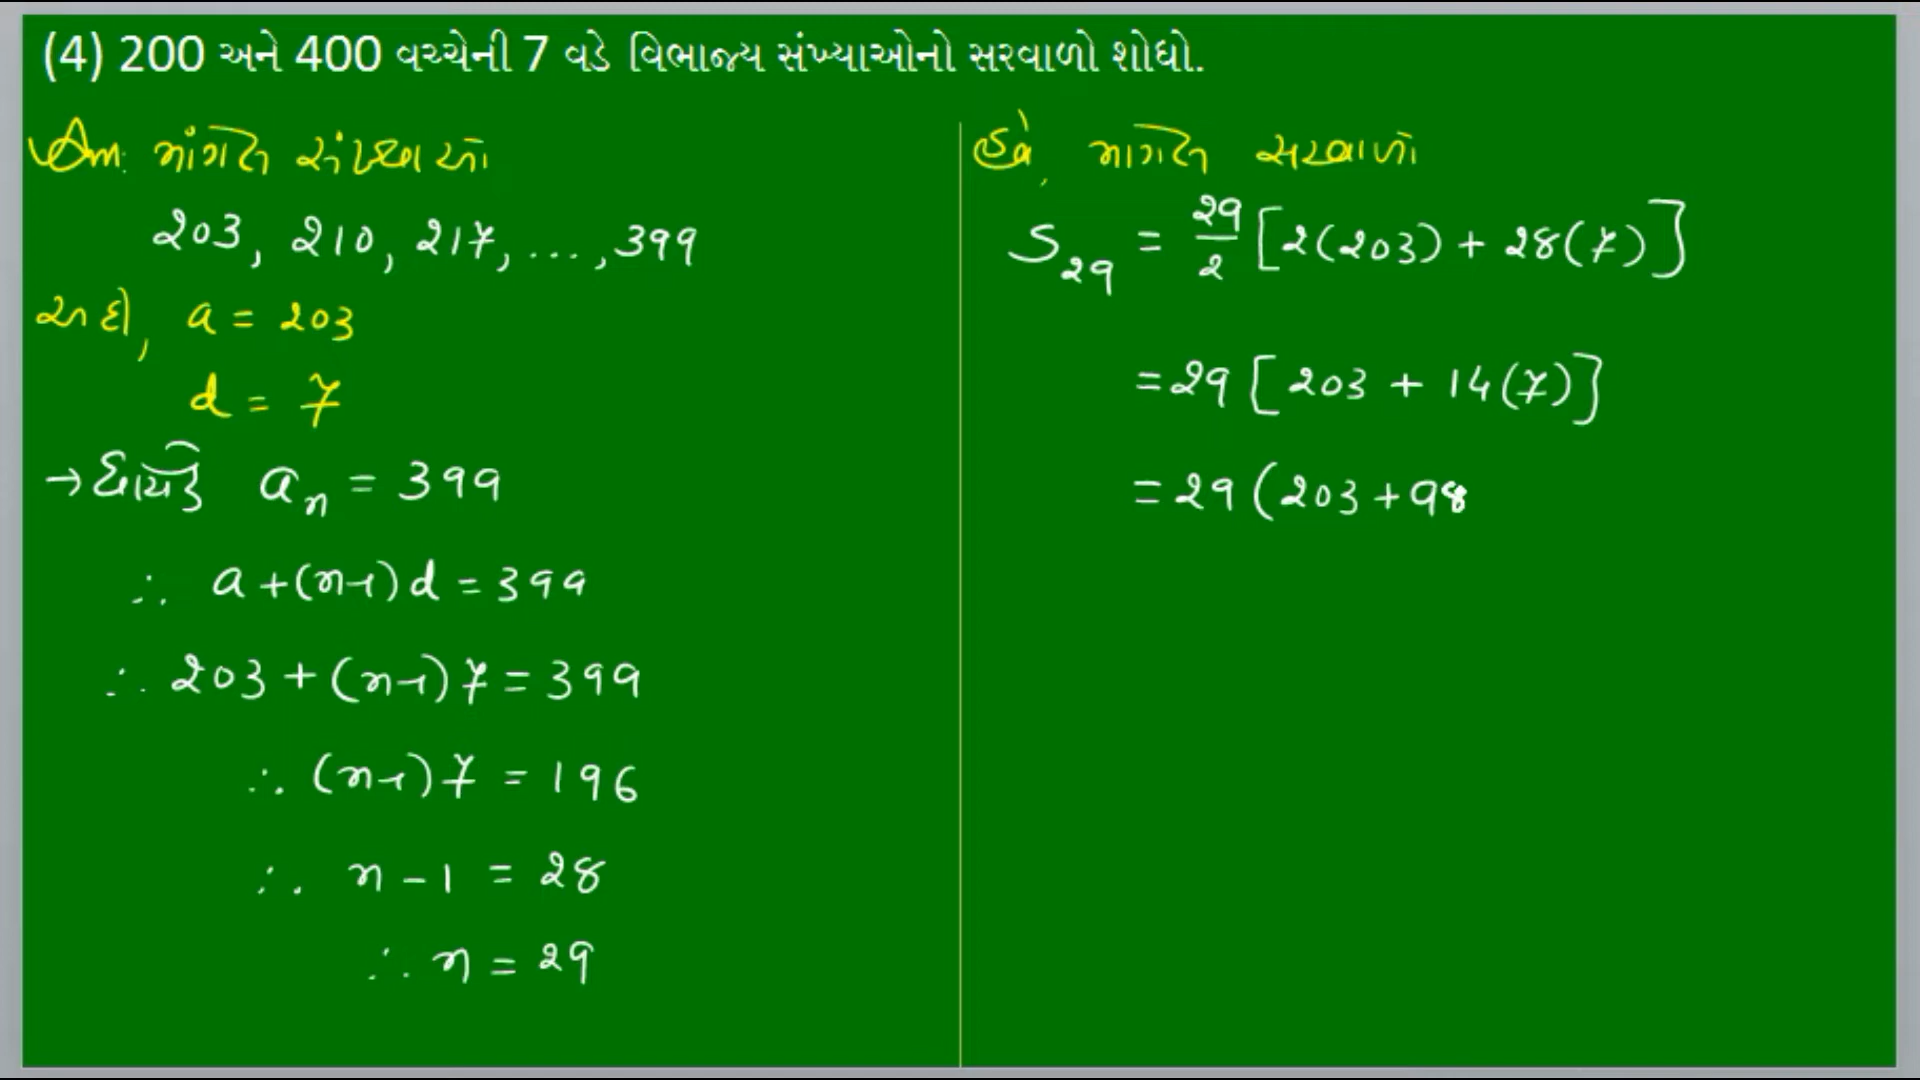 (4) 200 અને 400 વચ્ચેની 7 વડે વિભાજ્ય સંખ્યાઓનો સરવાળો શોધો.
માંગેલ સંખ્યાઓ
203, 210, 217, ..., 399
અહીં, a = 203
d = 7
→ ધારોકે aₙ = 399
∴ a + (n-1) d = 399
∴ 203 + (n-1) 7 = 399
∴ (n-1) 7 = 196
∴ n - 1 = 28
∴ n = 29
હવે, માગેલ સરવાળો
S₂₉ = 29/2 [2(203) + 28(7)]
= 29 [203 + 14(7)]
= 29 (203 + 98